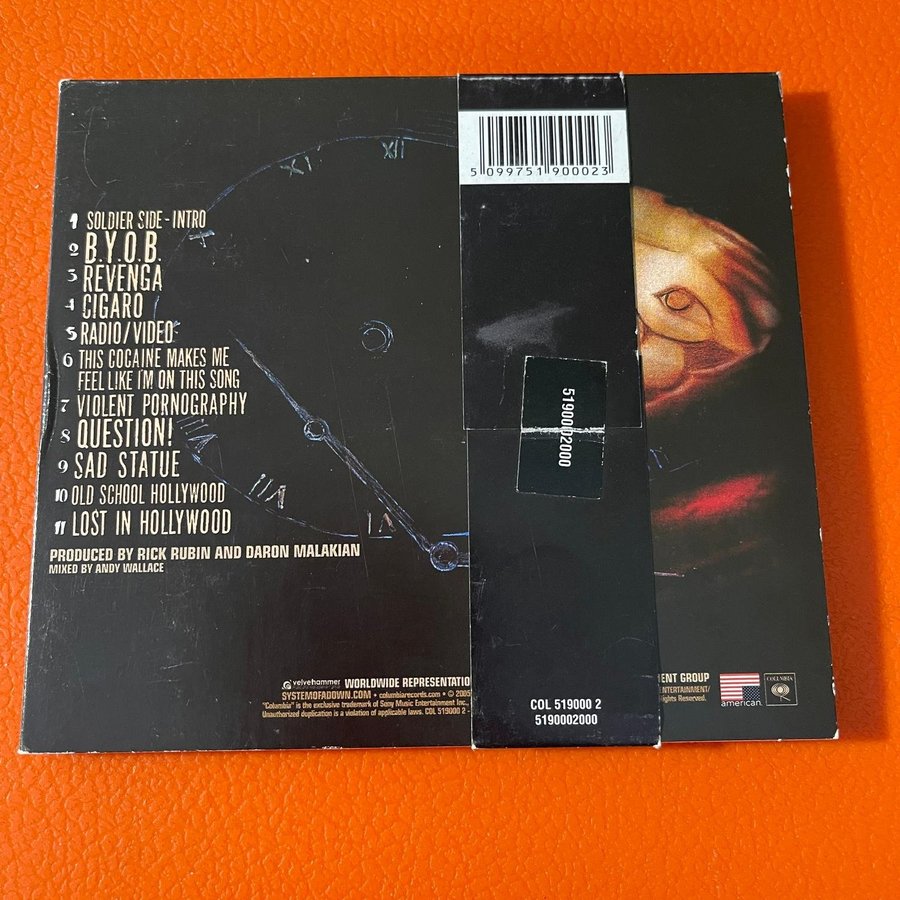 5 099751 900023
XI
XII
1 SOLDIER SIDE - INTRO
2 B.Y.O.B.
3 REVENGA
4 CIGARO
5 RADIO/VIDEO
6 THIS COCAINE MAKES ME
FEEL LIKE I'M ON THIS SONG
7 VIOLENT PORNOGRAPHY
8 QUESTION!
9 SAD STATUE
10 OLD SCHOOL HOLLYWOOD
11 LOST IN HOLLYWOOD
VIII
VII
VI
PRODUCED BY RICK RUBIN AND DARON MALAKIAN
MIXED BY ANDY WALLACE
5190002000
velvethammer WORLDWIDE REPRESENTATION
SYSTEMOFADOWN.COM • columbiarecords.com • © 2005
"Columbia" is the exclusive trademark of Sony Music Entertainment Inc.,
Unauthorized duplication is a violation of applicable laws. COL 519000 2 -
COL 519000 2
5190002000
ENT GROUP
ENTERTAINMENT/
Rights Reserved.
american.
COLUMBIA